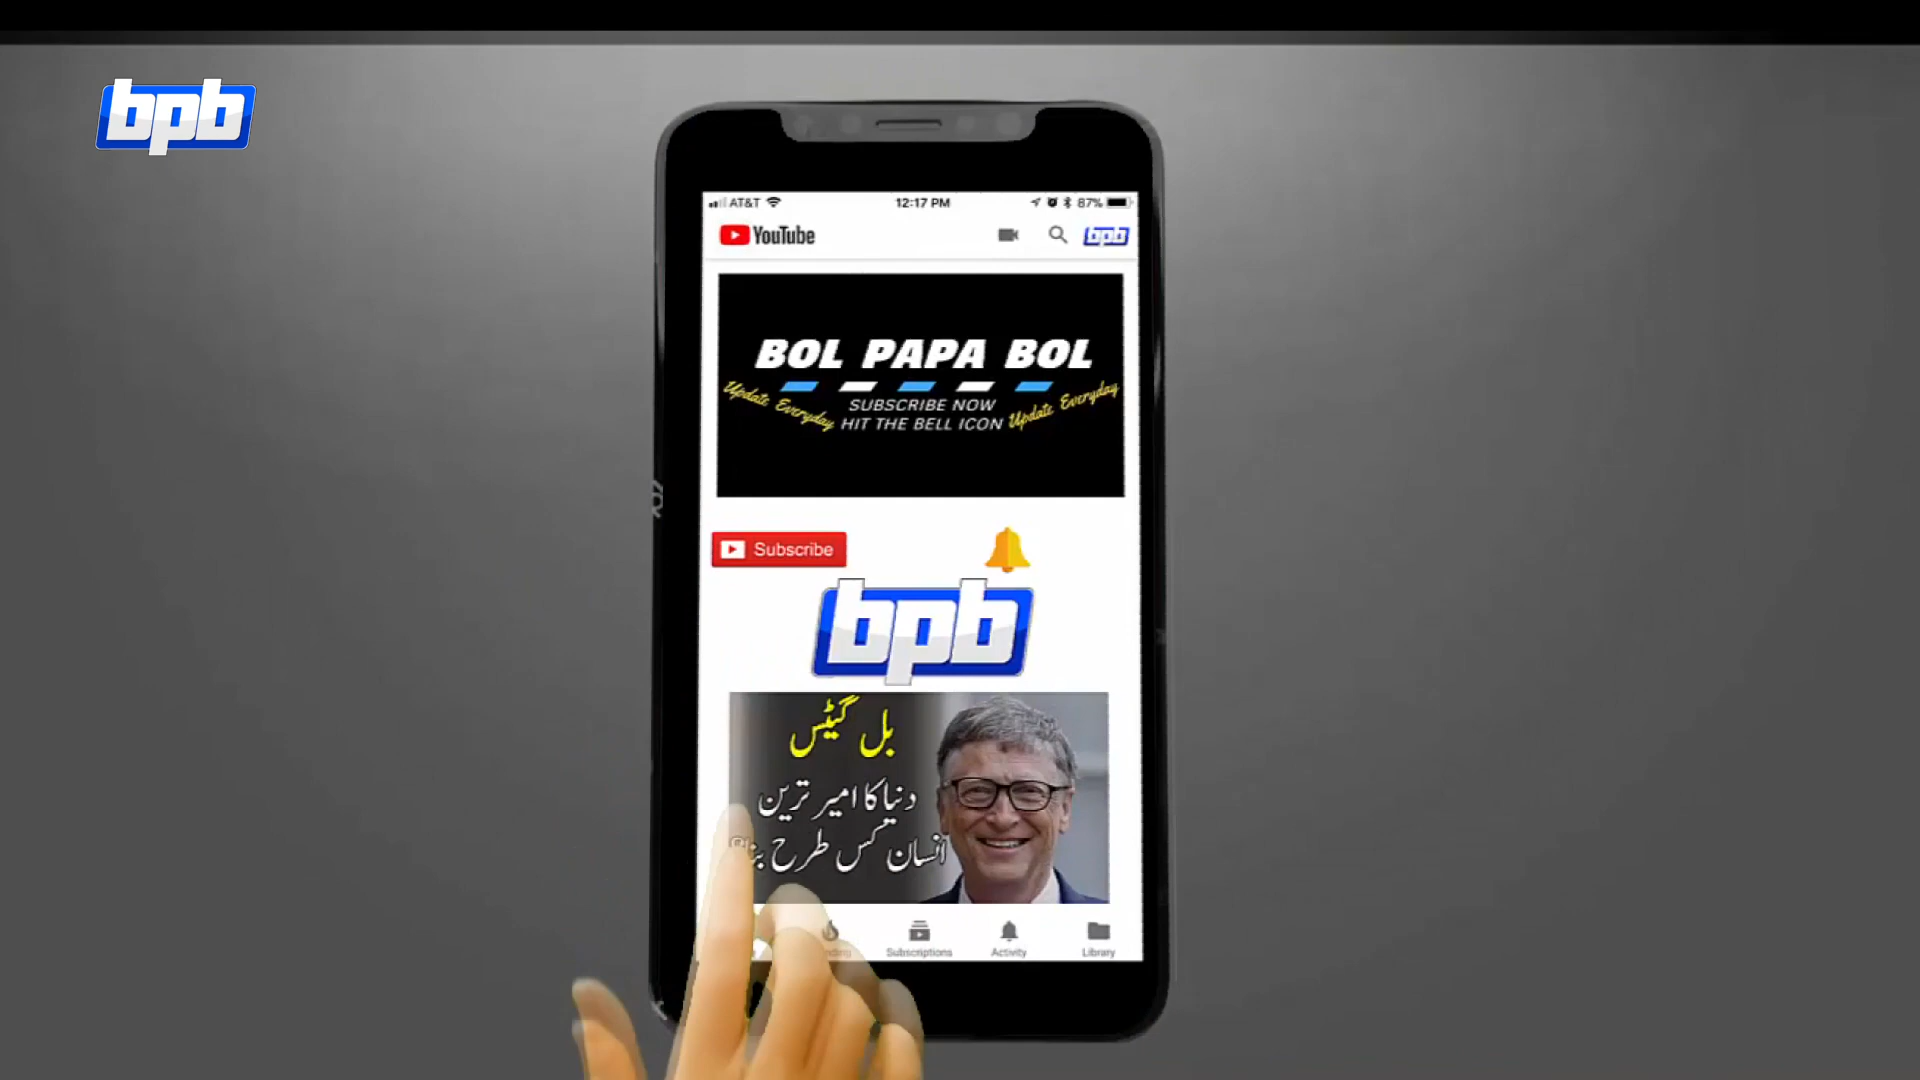 bpb
AT&T
12:17 PM
87%
YouTube
bpb
BOL PAPA BOL
Update Everyday
SUBSCRIBE NOW
HIT THE BELL ICON
Update Everyday
Subscribe
bpb
بل گیٹس
دنیا کا امیر ترین
انسان کس طرح بنا
Subscriptions
Activity
Library